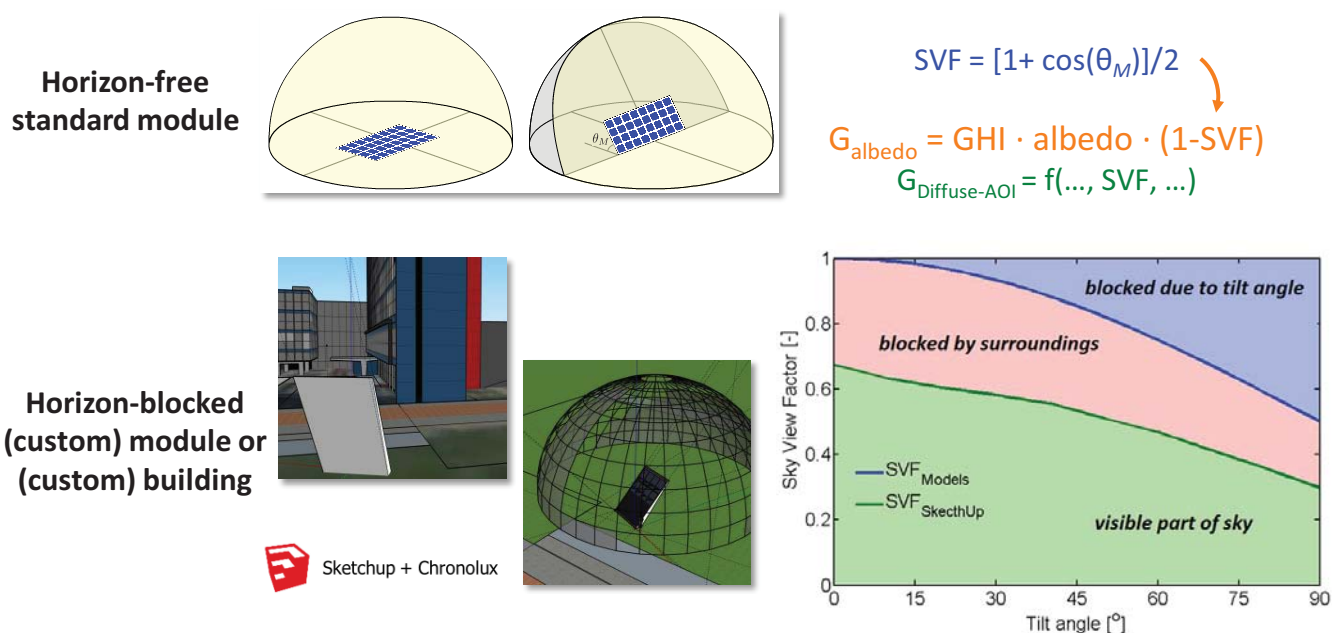 Horizon-free
standard module
θM
SVF = [1+ cos(θM)]/2
Galbedo = GHI · albedo · (1-SVF)
GDiffuse-AOI = f(…, SVF, …)
Horizon-blocked
(custom) module or
(custom) building
Sketchup + Chronolux
Sky View Factor [-]
1
0.8
0.6
0.4
0.2
0
blocked due to tilt angle
blocked by surroundings
SVFModels
SVFSkecthUp
visible part of sky
0 15 30 45 60 75 90
Tilt angle [o]